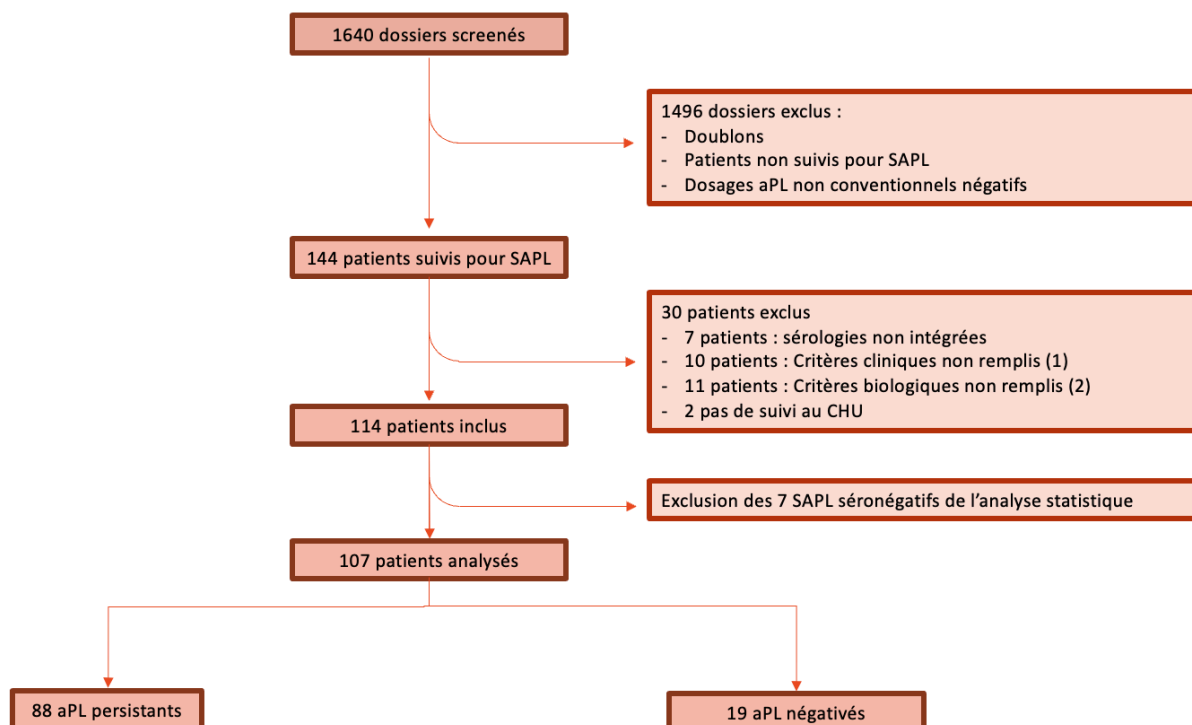 1640 dossiers screenés
1496 dossiers exclus :
- Doublons
- Patients non suivis pour SAPL
- Dosages aPL non conventionnels négatifs
144 patients suivis pour SAPL
30 patients exclus
- 7 patients : sérologies non intégrées
- 10 patients : Critères cliniques non remplis (1)
- 11 patients : Critères biologiques non remplis (2)
- 2 pas de suivi au CHU
114 patients inclus
Exclusion des 7 SAPL séronégatifs de l’analyse statistique
107 patients analysés
88 aPL persistants
19 aPL négativés